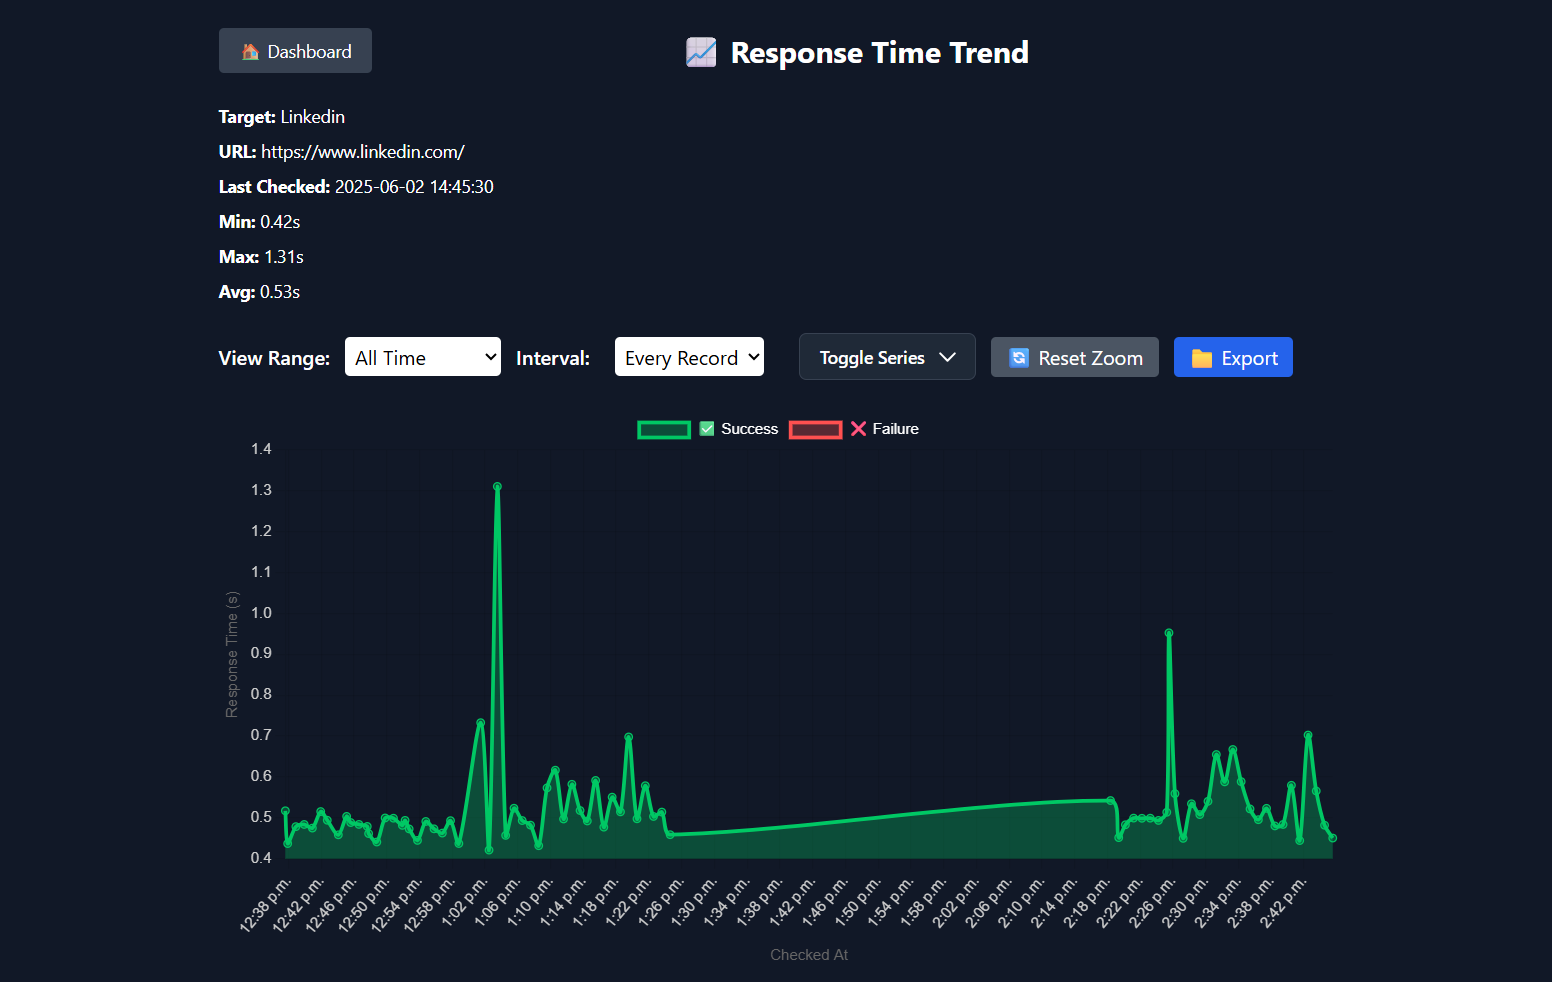 Dashboard
Response Time Trend
Target: Linkedin
URL: https://www.linkedin.com/
Last Checked: 2025-06-02 14:45:30
Min: 0.42s
Max: 1.31s
Avg: 0.53s
View Range: All Time Interval: Every Record Toggle Series Reset Zoom Export
Success Failure
1.4
1.3
1.2
1.1
1.0
0.9
0.8
0.7
0.6
0.5
0.4
Response Time (s)
12:38 p.m.
12:42 p.m.
12:46 p.m.
12:50 p.m.
12:54 p.m.
12:58 p.m.
1:02 p.m.
1:06 p.m.
1:10 p.m.
1:14 p.m.
1:18 p.m.
1:22 p.m.
1:26 p.m.
1:30 p.m.
1:34 p.m.
1:38 p.m.
1:42 p.m.
1:46 p.m.
1:50 p.m.
1:54 p.m.
1:58 p.m.
2:02 p.m.
2:06 p.m.
2:10 p.m.
2:14 p.m.
2:18 p.m.
2:22 p.m.
2:26 p.m.
2:30 p.m.
2:34 p.m.
2:38 p.m.
2:42 p.m.
Checked At